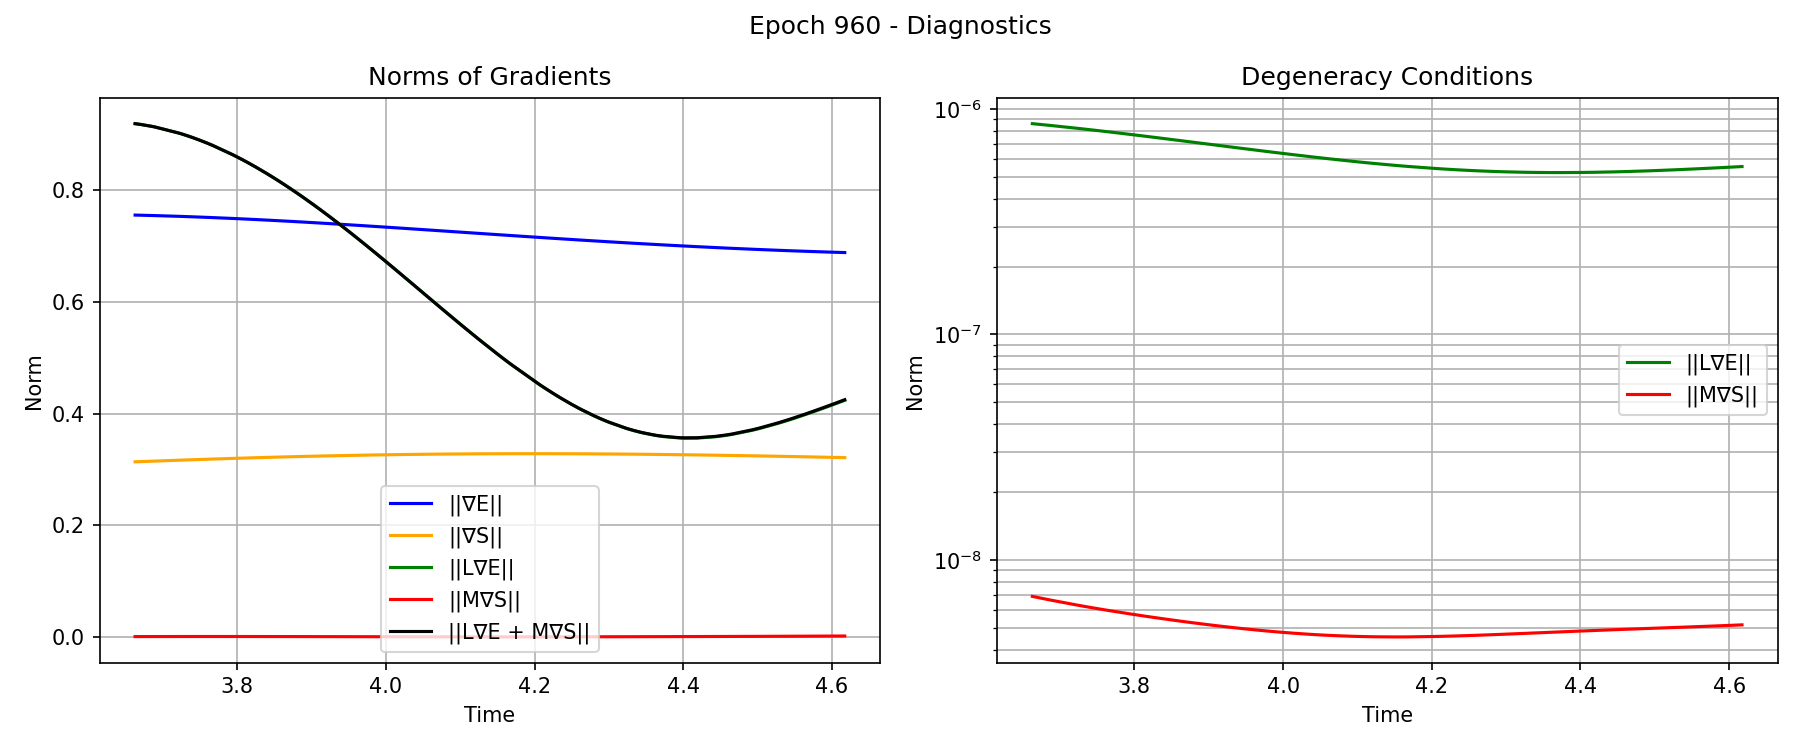 Epoch 960 - Diagnostics
Norms of Gradients
Norm
0.8
0.6
0.4
0.2
0.0
||∇E||
||∇S||
||L∇E||
||M∇S||
||L∇E + M∇S||
3.8 4.0 4.2 4.4 4.6
Time
Degeneracy Conditions
Norm
10⁻⁶
10⁻⁷
10⁻⁸
||L∇E||
||M∇S||
3.8 4.0 4.2 4.4 4.6
Time